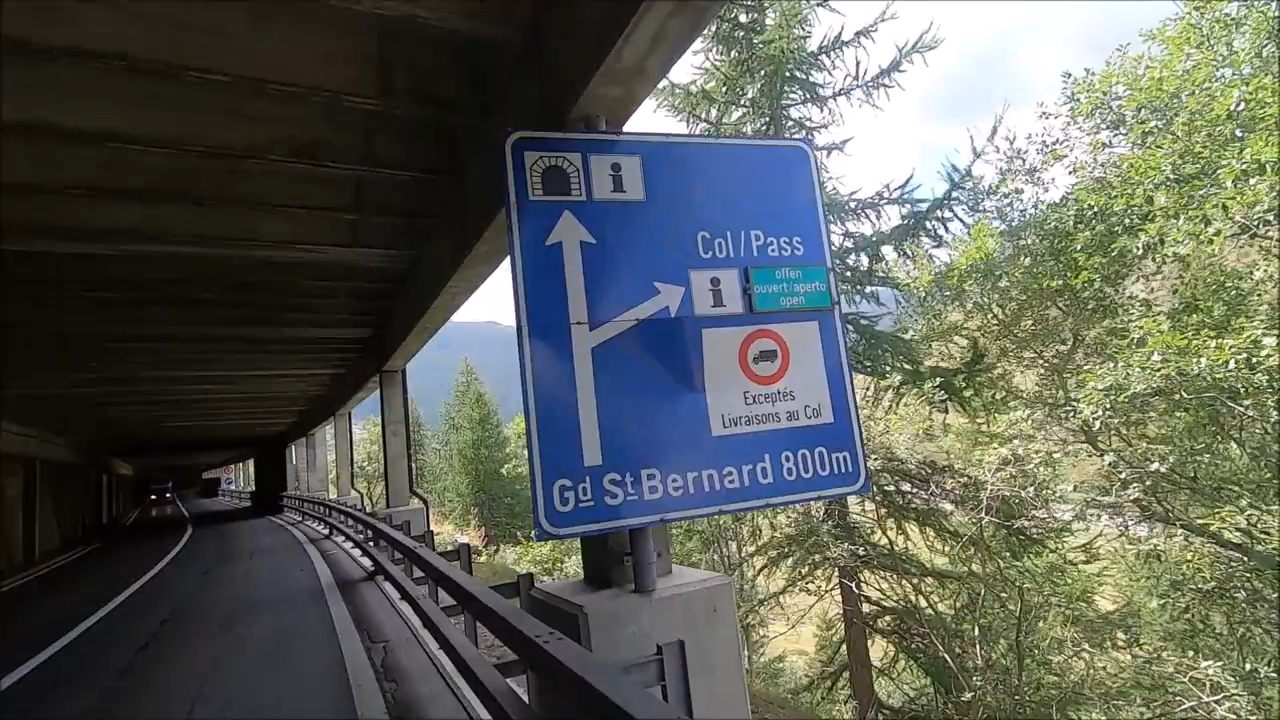 i
Col/Pass
i
offen
ouvert/aperto
open
Exceptés
Livraisons au Col
Gd St Bernard 800m